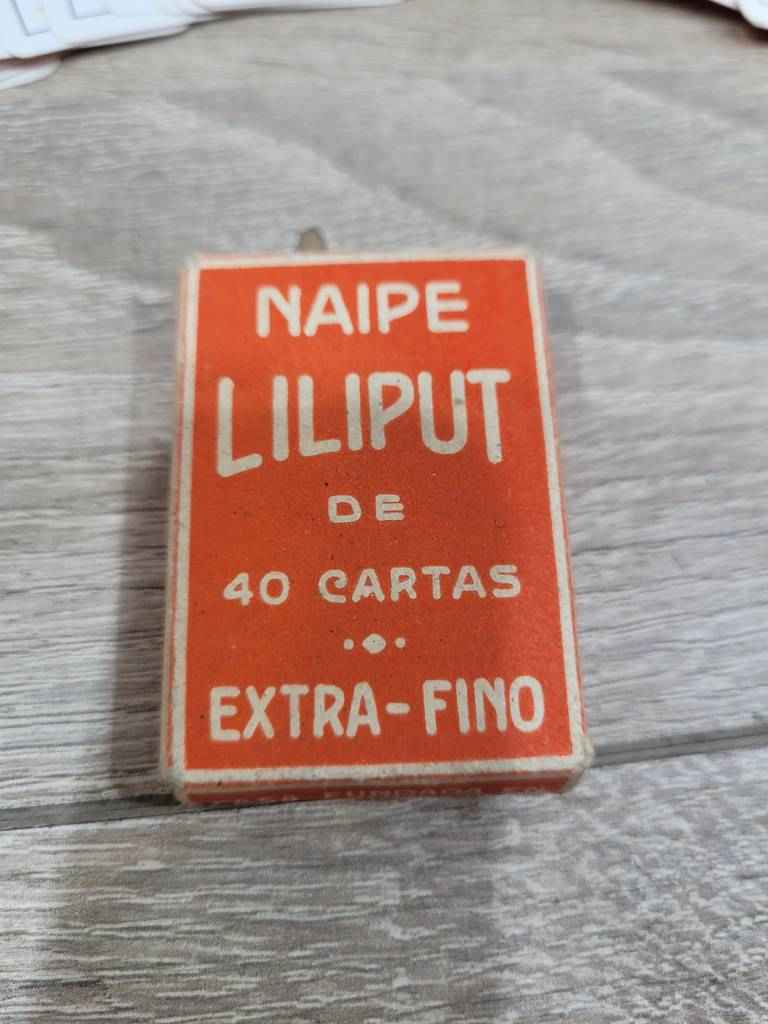 NAIPE
LILIPUT
DE
40 CARTAS
EXTRA-FINO